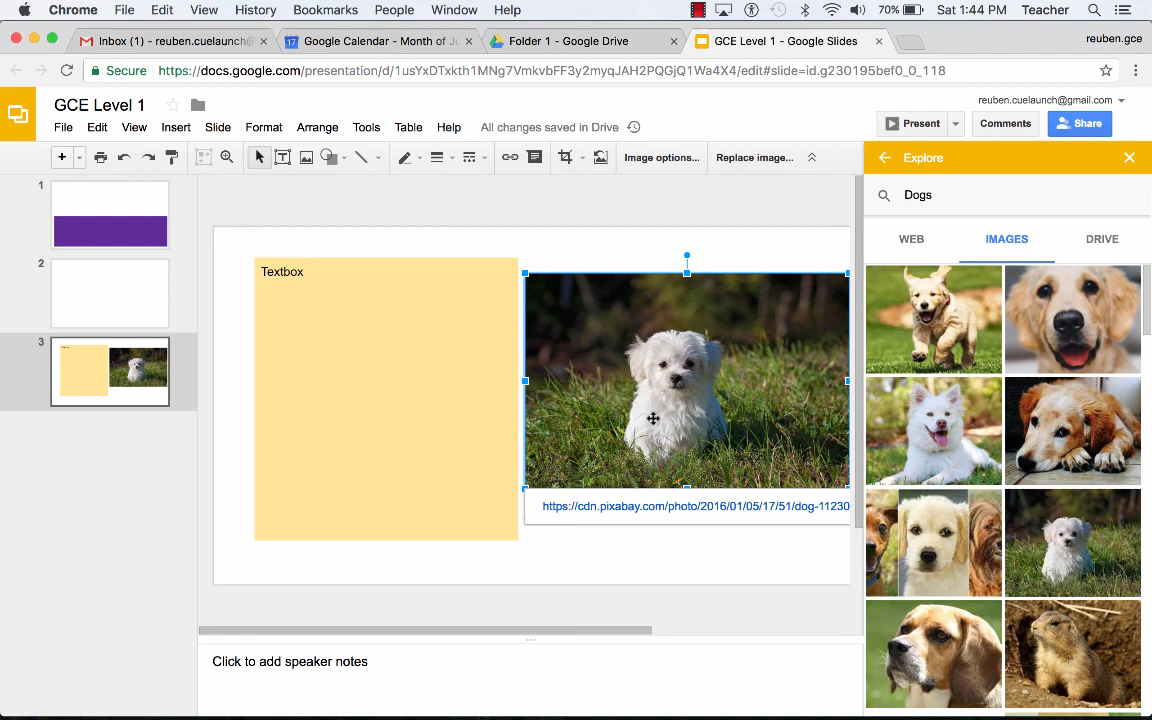 Chrome File Edit View History Bookmarks People Window Help 70% Sat 1:44 PM Teacher
Inbox (1) - reuben.cuelaunch@ Google Calendar - Month of Ju Folder 1 - Google Drive GCE Level 1 - Google Slides reuben.gce
Secure https://docs.google.com/presentation/d/1usYxDTxkth1MNg7VmkvbFF3y2myqJAH2PQGjQ1Wa4X4/edit#slide=id.g230195bef0_0_118
GCE Level 1 reuben.cuelaunch@gmail.com
File Edit View Insert Slide Format Arrange Tools Table Help All changes saved in Drive Present Comments Share
Image options... Replace image...
Explore
Dogs
WEB IMAGES DRIVE
1
2
3
Textbox
https://cdn.pixabay.com/photo/2016/01/05/17/51/dog-11230
Click to add speaker notes